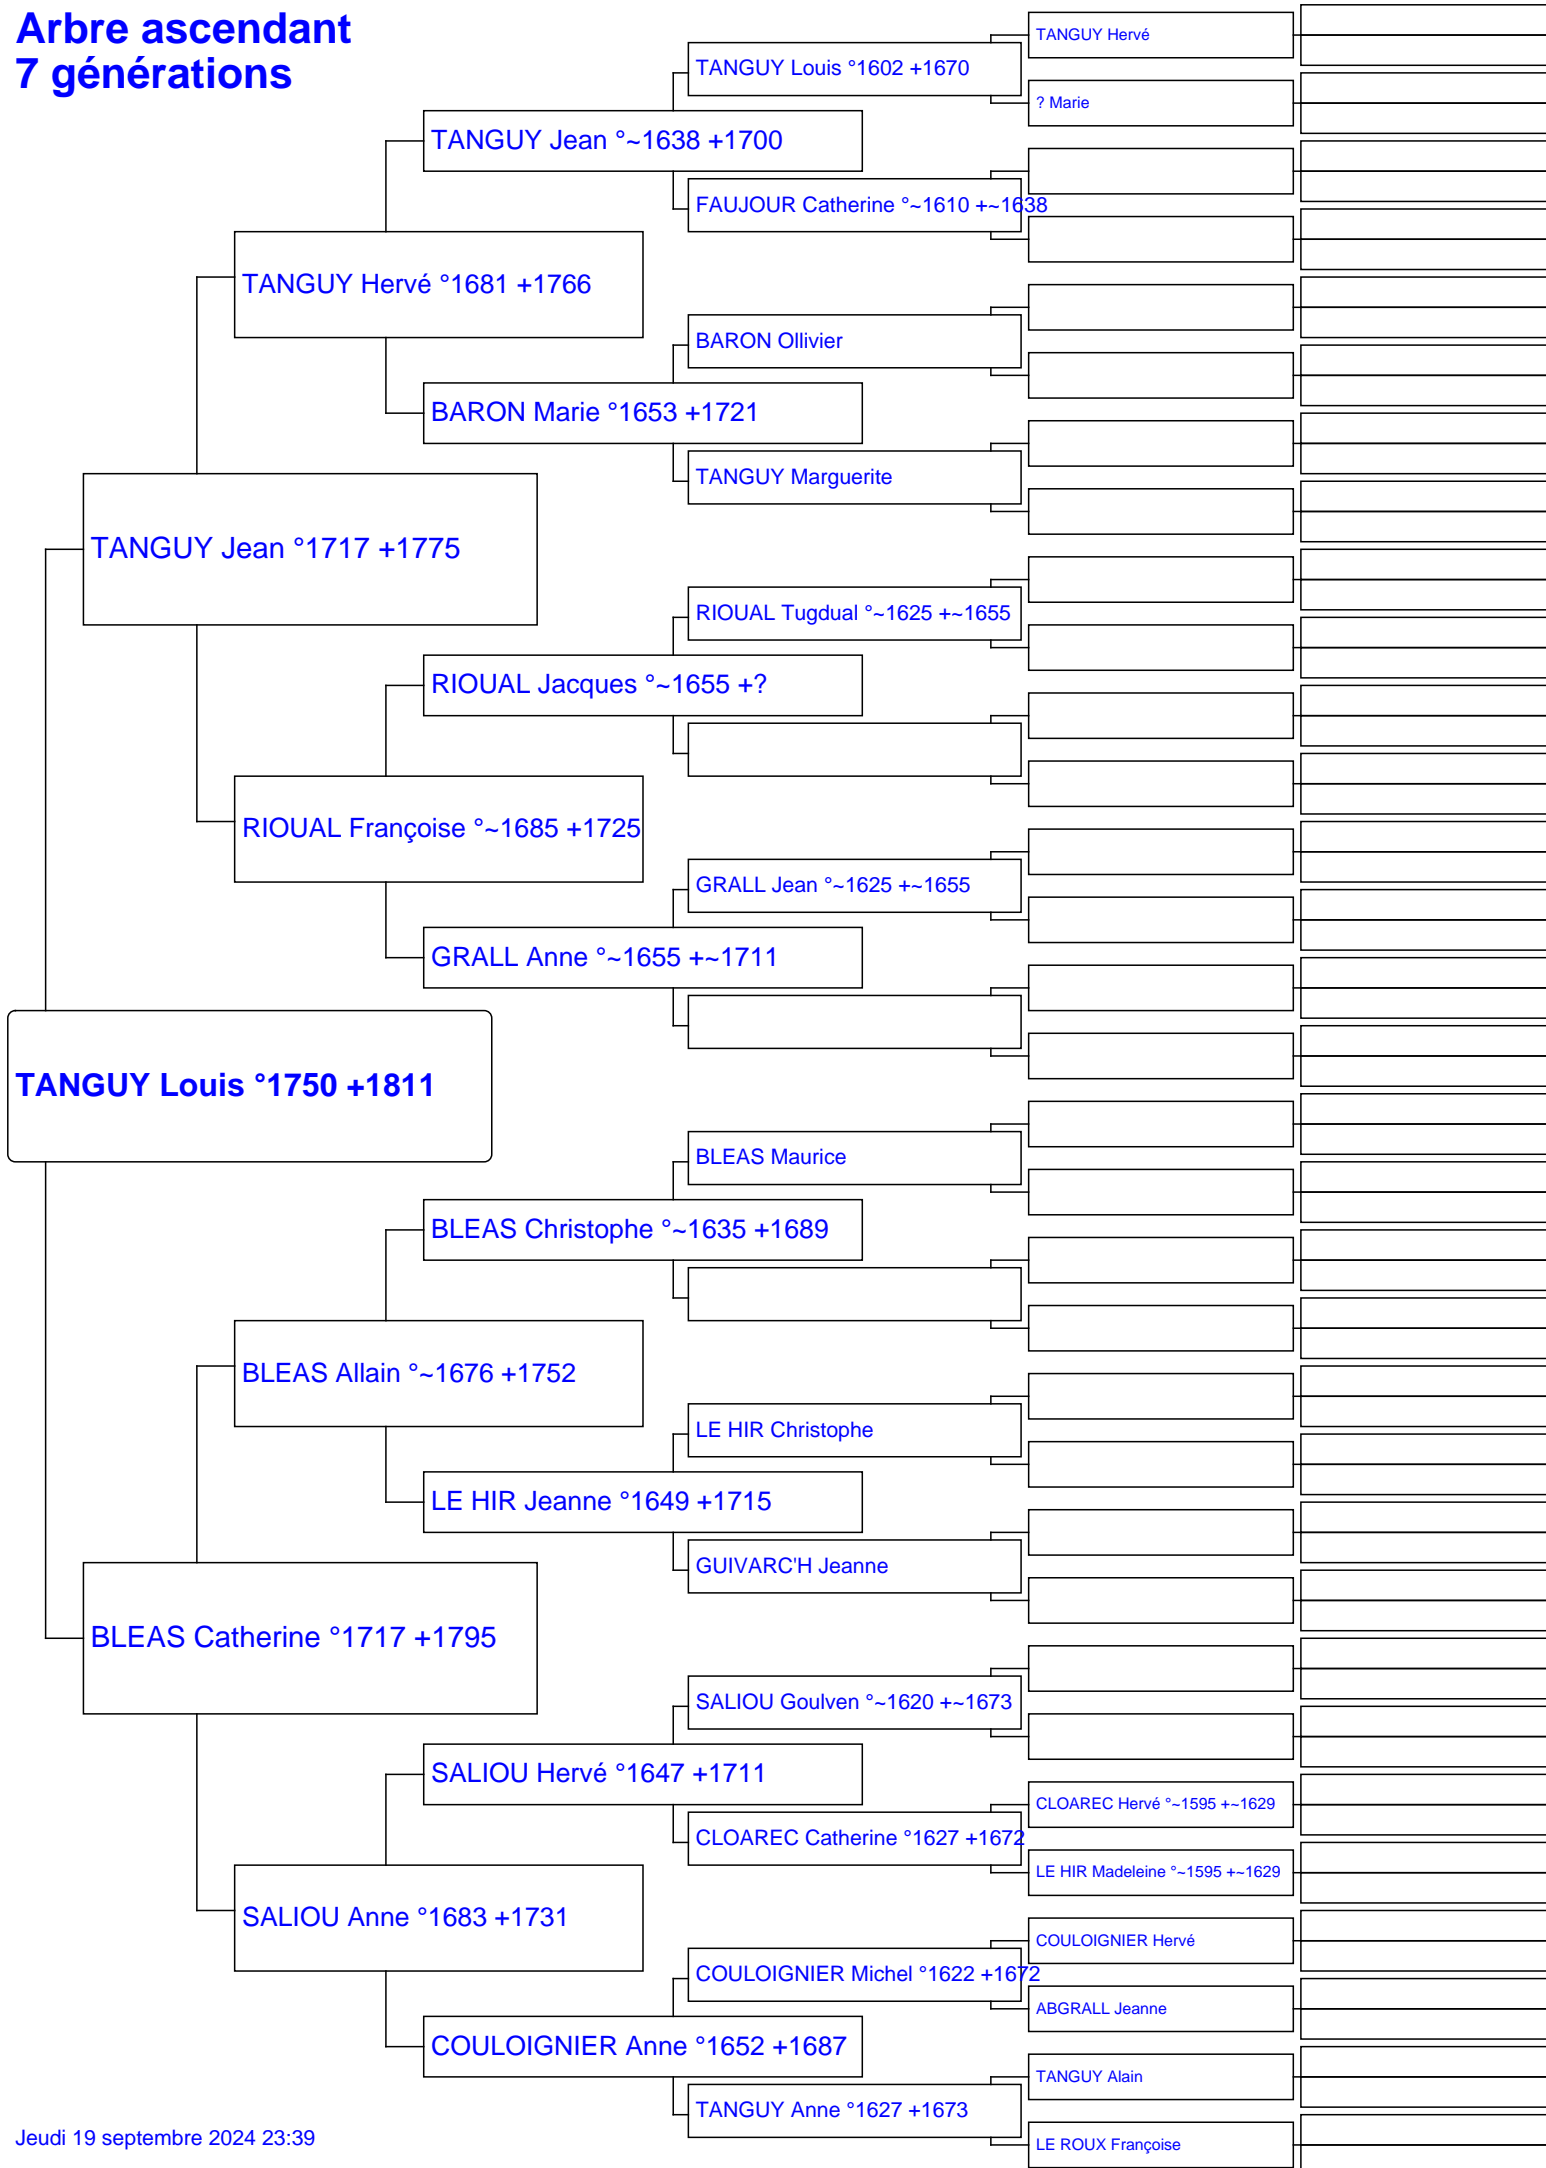 Arbre ascendant
7 générations
TANGUY Hervé
TANGUY Louis °1602 +1670
? Marie
TANGUY Jean °~1638 +1700
FAUJOUR Catherine °~1610 +~1638
TANGUY Hervé °1681 +1766
BARON Ollivier
BARON Marie °1653 +1721
TANGUY Marguerite
TANGUY Jean °1717 +1775
RIOUAL Tugdual °~1625 +~1655
RIOUAL Jacques °~1655 +?
RIOUAL Françoise °~1685 +1725
GRALL Jean °~1625 +~1655
GRALL Anne °~1655 +~1711
TANGUY Louis °1750 +1811
BLEAS Maurice
BLEAS Christophe °~1635 +1689
BLEAS Allain °~1676 +1752
LE HIR Christophe
LE HIR Jeanne °1649 +1715
GUIVARC'H Jeanne
BLEAS Catherine °1717 +1795
SALIOU Goulven °~1620 +~1673
SALIOU Hervé °1647 +1711
CLOAREC Hervé °~1595 +~1629
CLOAREC Catherine °1627 +1672
LE HIR Madeleine °~1595 +~1629
SALIOU Anne °1683 +1731
COULOIGNIER Hervé
COULOIGNIER Michel °1622 +1672
ABGRALL Jeanne
COULOIGNIER Anne °1652 +1687
TANGUY Alain
TANGUY Anne °1627 +1673
LE ROUX Françoise
Jeudi 19 septembre 2024 23:39